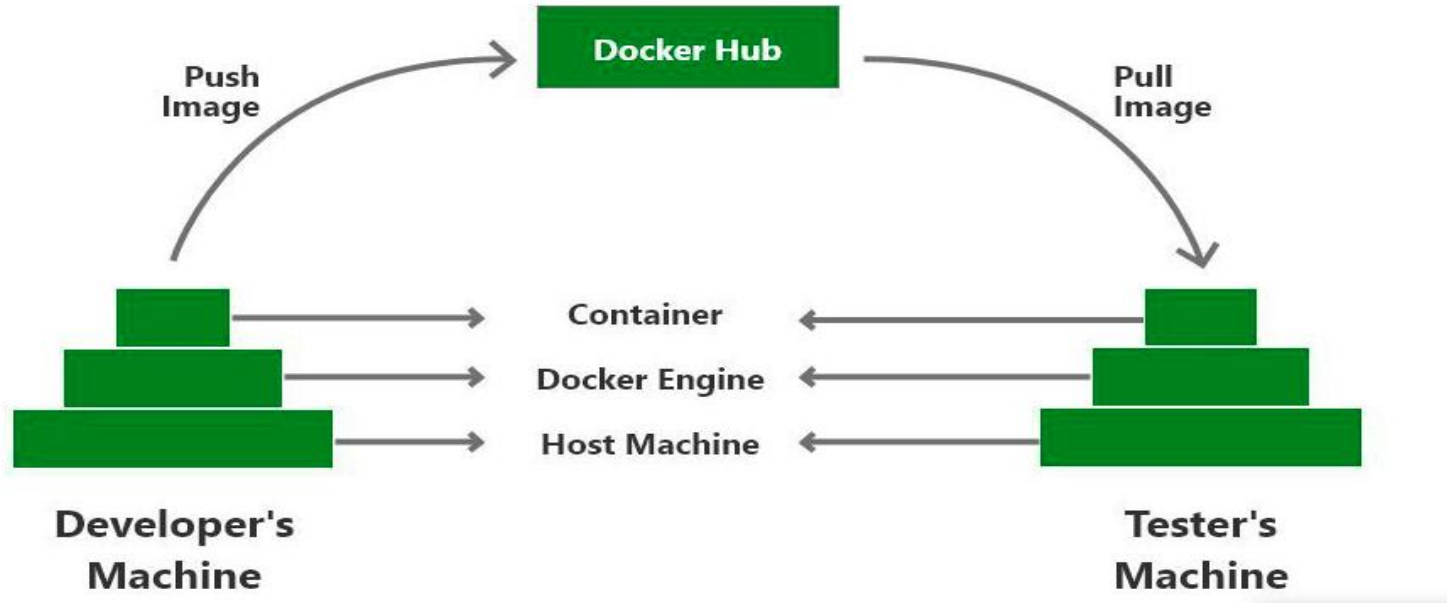 Docker Hub
Push
Image
Pull
Image
Container
Docker Engine
Host Machine
Developer's
Machine
Tester's
Machine